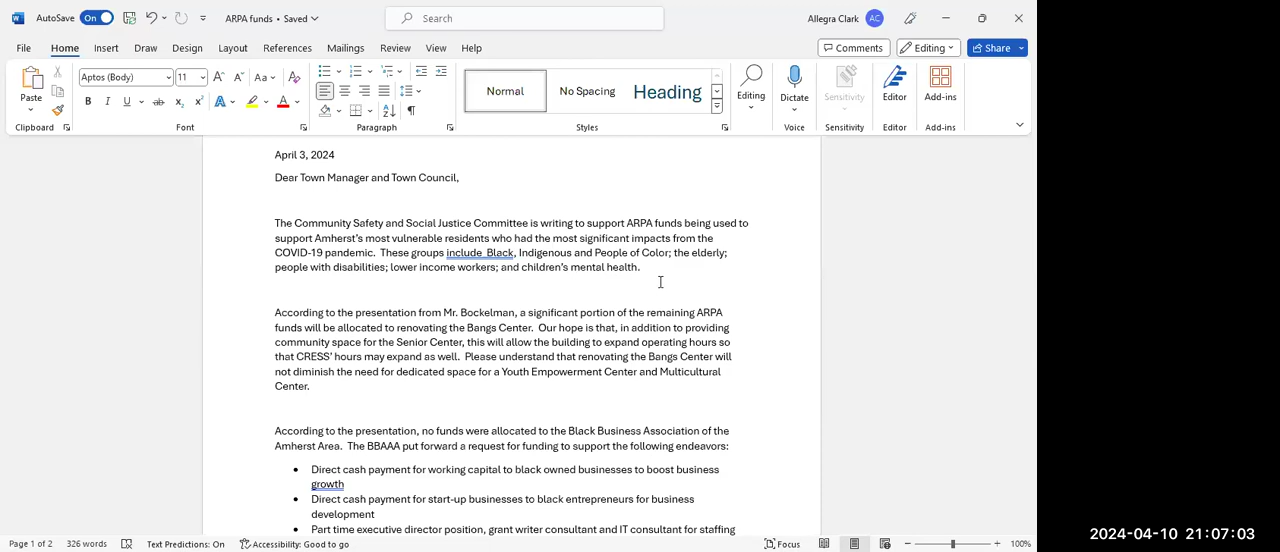 AutoSave On ARPA funds • Saved Search Allegra Clark AC
File Home Insert Draw Design Layout References Mailings Review View Help Comments Editing Share
Aptos (Body) 11 A A Aa A Normal No Spacing Heading
Paste B I U ab x₂ x² A A Editing Dictate Sensitivity Editor Add-ins
Clipboard Font Paragraph Styles Voice Sensitivity Editor Add-ins
April 3, 2024
Dear Town Manager and Town Council,
The Community Safety and Social Justice Committee is writing to support ARPA funds being used to
support Amherst's most vulnerable residents who had the most significant impacts from the
COVID-19 pandemic. These groups include Black, Indigenous and People of Color; the elderly;
people with disabilities; lower income workers; and children's mental health.
According to the presentation from Mr. Bockelman, a significant portion of the remaining ARPA
funds will be allocated to renovating the Bangs Center. Our hope is that, in addition to providing
community space for the Senior Center, this will allow the building to expand operating hours so
that CRESS' hours may expand as well. Please understand that renovating the Bangs Center will
not diminish the need for dedicated space for a Youth Empowerment Center and Multicultural
Center.
According to the presentation, no funds were allocated to the Black Business Association of the
Amherst Area. The BBAAA put forward a request for funding to support the following endeavors:
• Direct cash payment for working capital to black owned businesses to boost business
growth
• Direct cash payment for start-up businesses to black entrepreneurs for business
development
• Part time executive director position, grant writer consultant and IT consultant for staffing
Page 1 of 2 326 words Text Predictions: On Accessibility: Good to go Focus 100%
2024-04-10 21:07:03